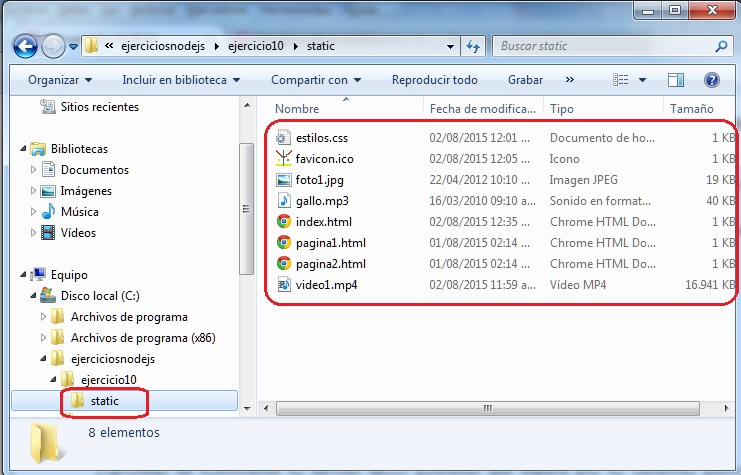 « ejerciciosnodejs ▸ ejercicio10 ▸ static
Buscar static
Organizar Incluir en biblioteca Compartir con Reproducir todo Grabar »
Sitios recientes
Bibliotecas
Documentos
Imágenes
Música
Vídeos
Equipo
Disco local (C:)
Archivos de programa
Archivos de programa (x86)
ejerciciosnodejs
ejercicio10
static
Nombre Fecha de modifica... Tipo Tamaño
estilos.css 02/08/2015 12:01 ... Documento de ho... 1 KB
favicon.ico 02/08/2015 12:05 ... Icono 1 KB
foto1.jpg 22/04/2012 10:10 ... Imagen JPEG 19 KB
gallo.mp3 16/03/2010 09:10 a... Sonido en format... 40 KB
index.html 02/08/2015 12:35 ... Chrome HTML Do... 1 KB
pagina1.html 01/08/2015 02:14 ... Chrome HTML Do... 1 KB
pagina2.html 01/08/2015 02:14 ... Chrome HTML Do... 1 KB
video1.mp4 02/08/2015 11:59 a... Vídeo MP4 16.941 KB
8 elementos